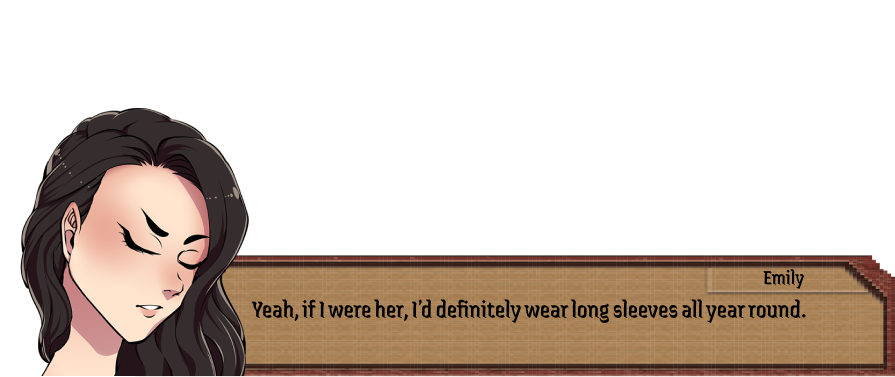 Emily
Yeah, if I were her, I'd definitely wear long sleeves all year round.